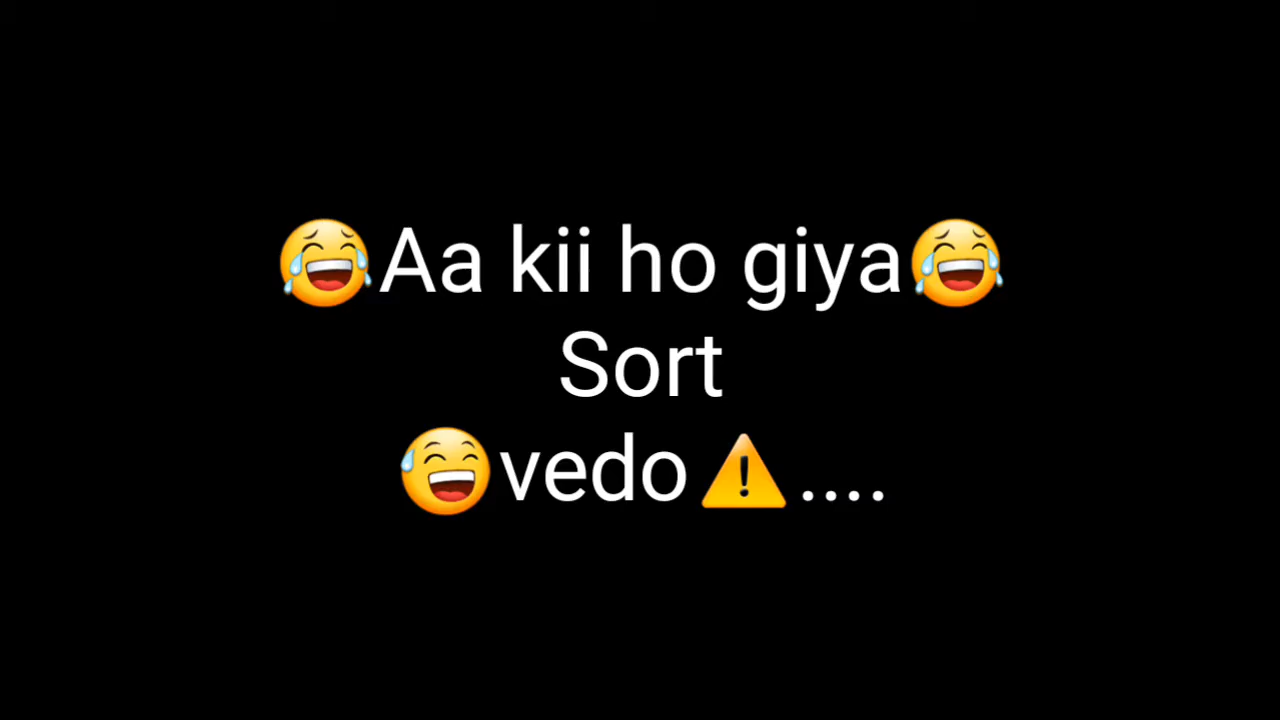 😂Aa kii ho giya😂
Sort
😅vedo⚠️....